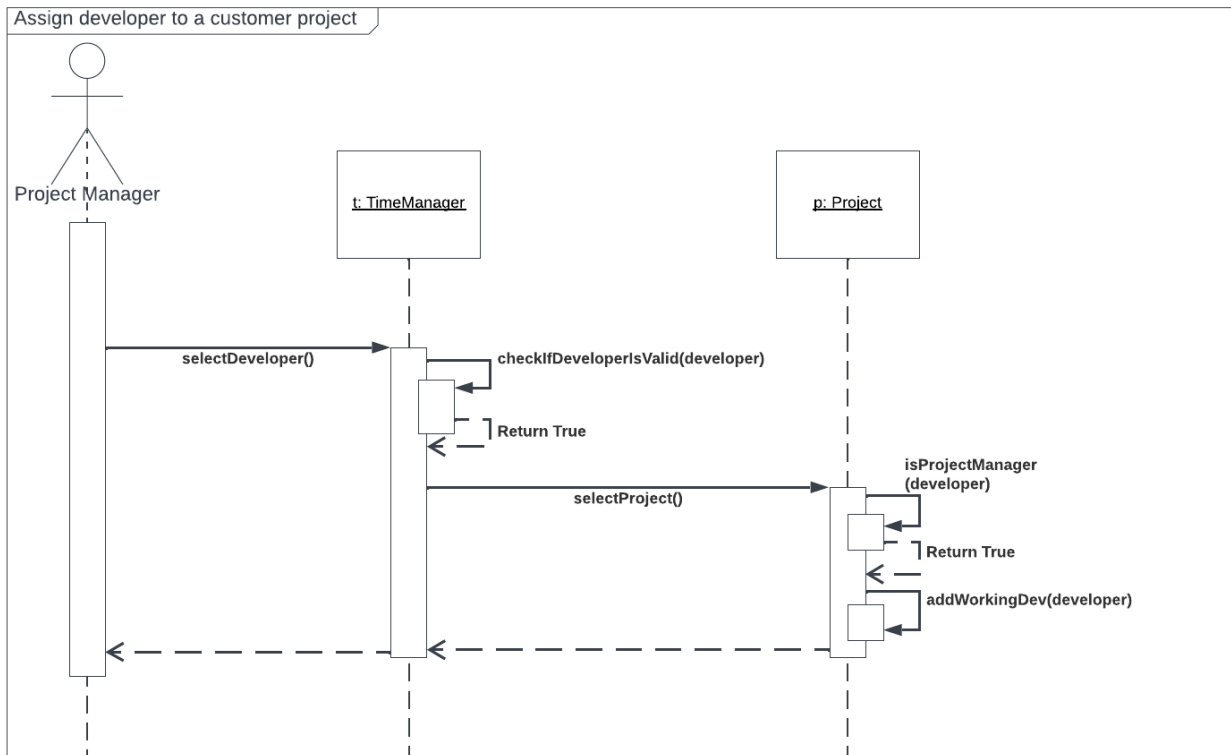 Assign developer to a customer project
Project Manager
t: TimeManager
p: Project
selectDeveloper()
checkIfDeveloperIsValid(developer)
Return True
selectProject()
isProjectManager
(developer)
Return True
addWorkingDev(developer)